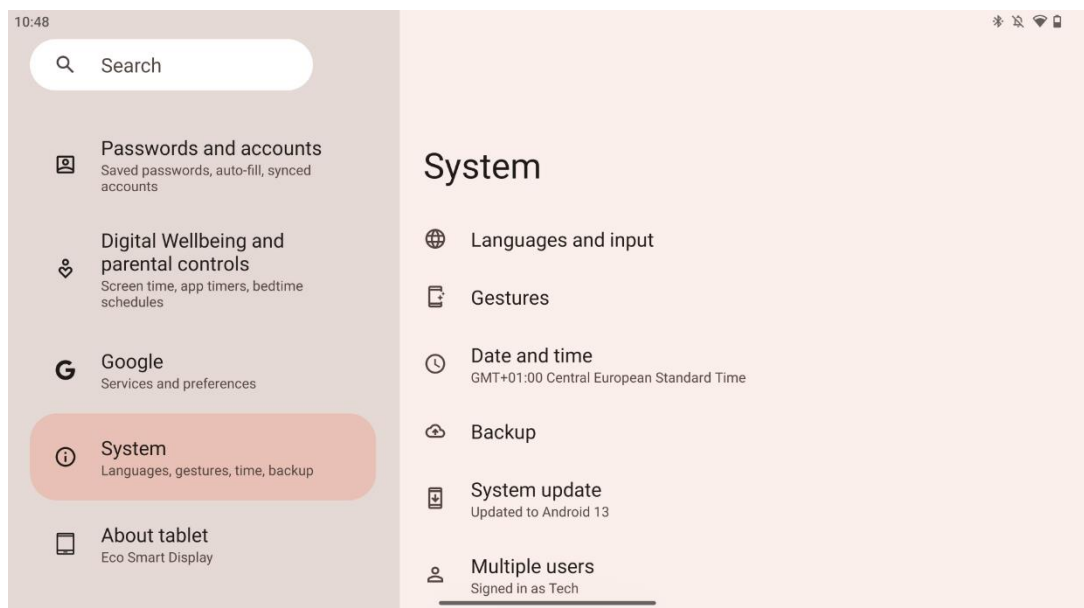 10:48
Search
Passwords and accounts
Saved passwords, auto-fill, synced
accounts
Digital Wellbeing and
parental controls
Screen time, app timers, bedtime
schedules
Google
Services and preferences
System
Languages, gestures, time, backup
About tablet
Eco Smart Display
System
Languages and input
Gestures
Date and time
GMT+01:00 Central European Standard Time
Backup
System update
Updated to Android 13
Multiple users
Signed in as Tech